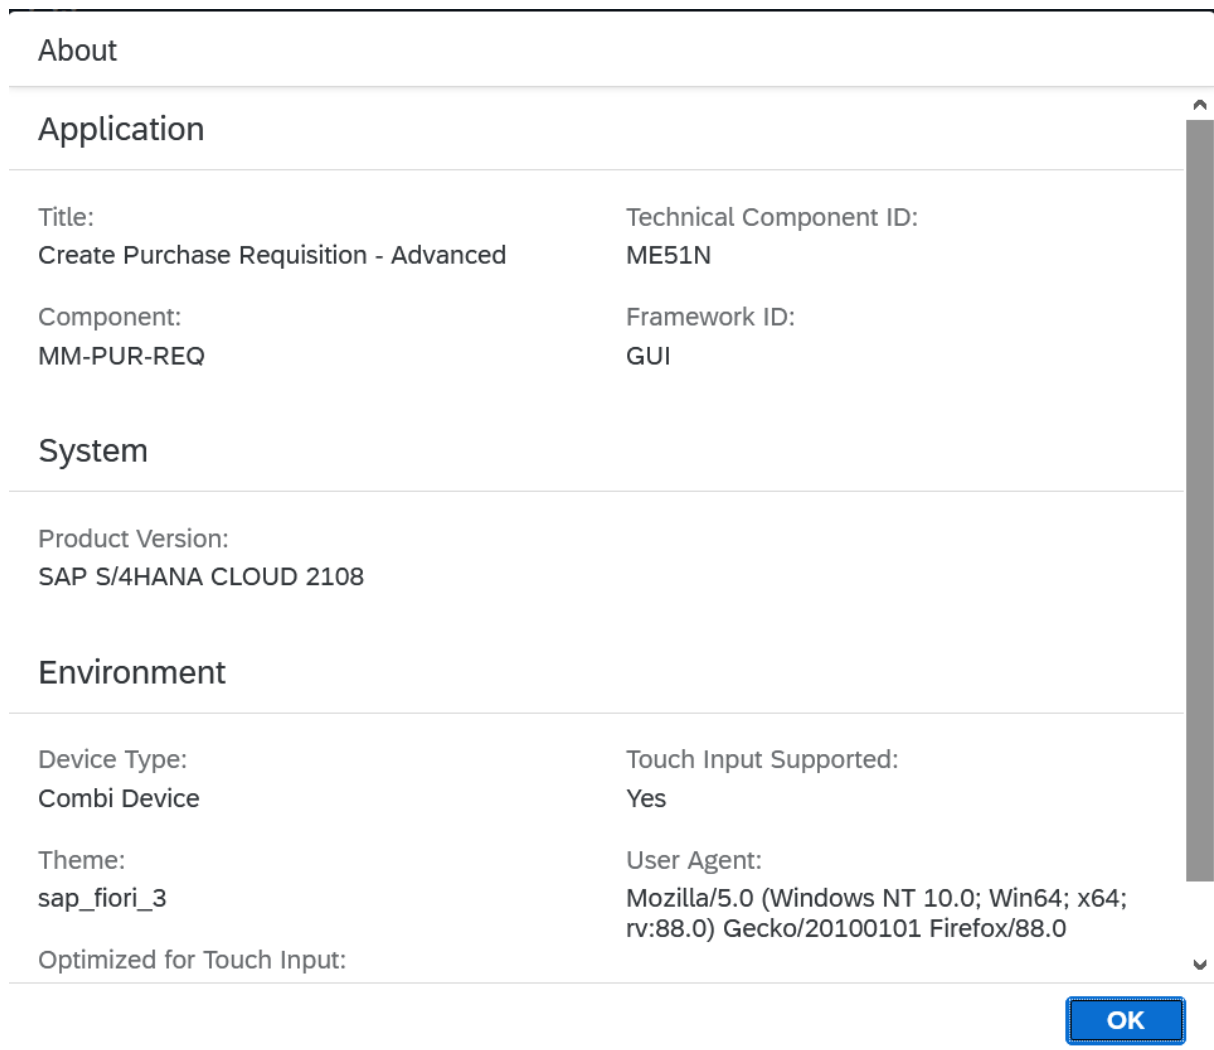 About
Application
Title:
Create Purchase Requisition - Advanced
Technical Component ID:
ME51N
Component:
MM-PUR-REQ
Framework ID:
GUI
System
Product Version:
SAP S/4HANA CLOUD 2108
Environment
Device Type:
Combi Device
Touch Input Supported:
Yes
Theme:
sap_fiori_3
User Agent:
Mozilla/5.0 (Windows NT 10.0; Win64; x64;
rv:88.0) Gecko/20100101 Firefox/88.0
Optimized for Touch Input:
OK